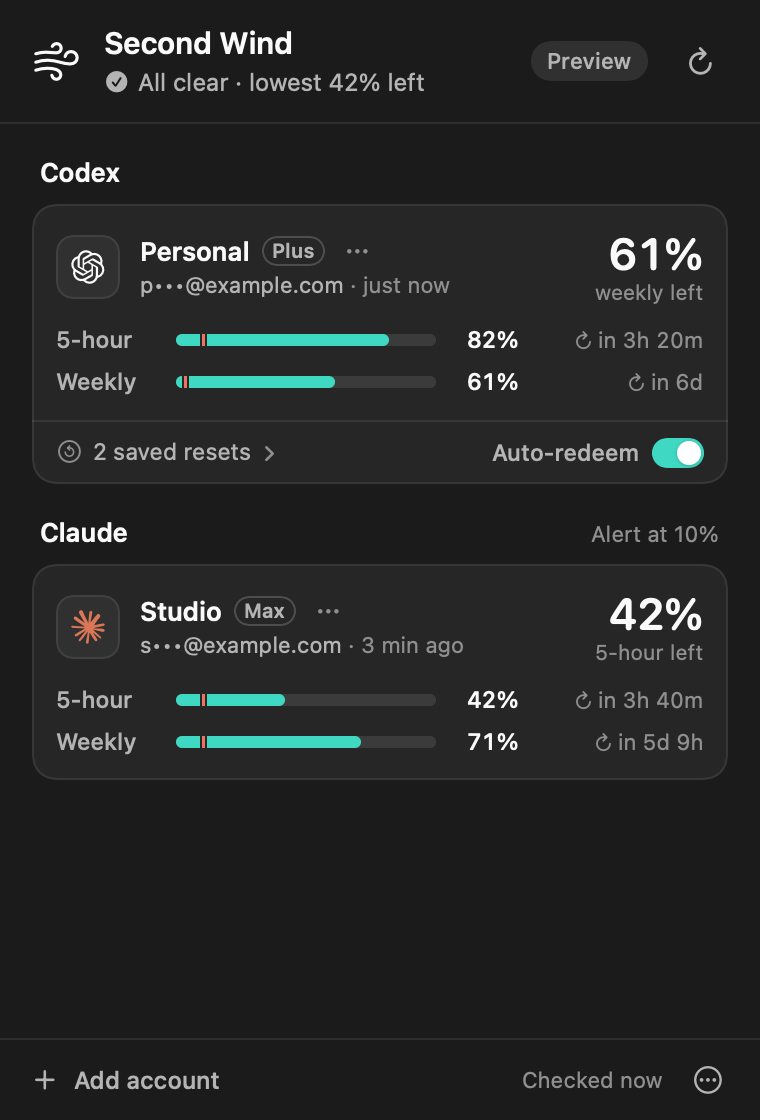 Second Wind
All clear · lowest 42% left
Preview
Codex
Personal Plus ···
p•••@example.com · just now
61%
weekly left
5-hour 82% in 3h 20m
Weekly 61% in 6d
2 saved resets
Auto-redeem
Claude
Alert at 10%
Studio Max ···
s•••@example.com · 3 min ago
42%
5-hour left
5-hour 42% in 3h 40m
Weekly 71% in 5d 9h
Add account
Checked now